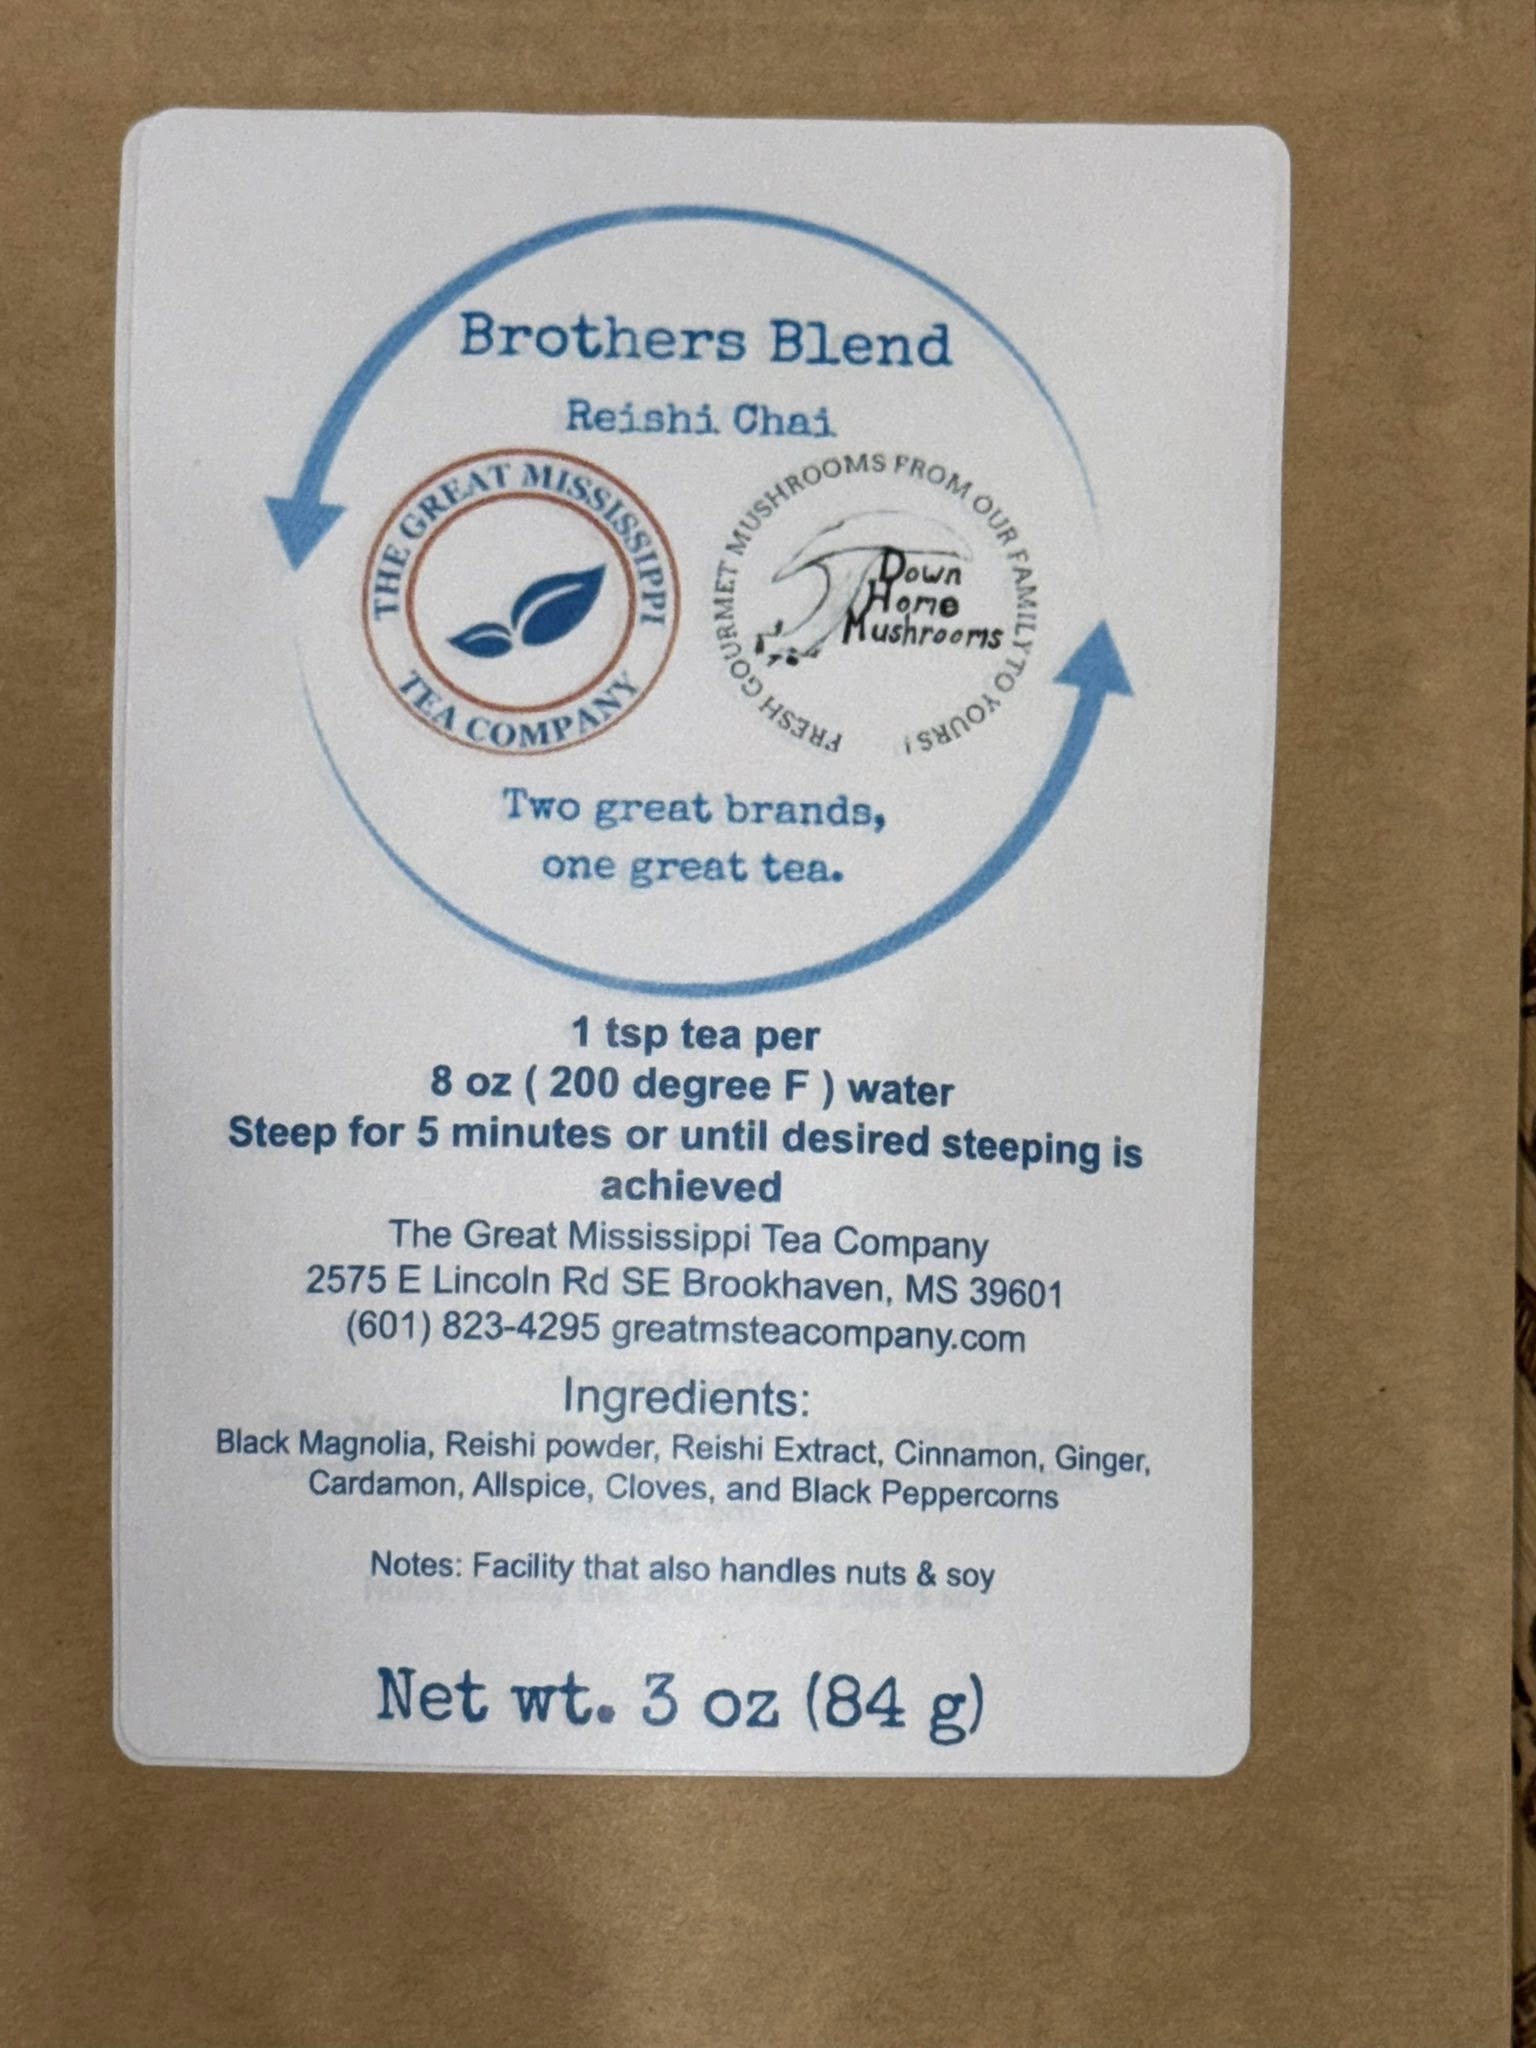 Brothers Blend
Reishi Chai
THE GREAT MISSISSIPPI
TEA COMPANY
FRESH GOURMET MUSHROOMS FROM OUR FAMILY TO YOURS!
Down
Home
Mushrooms
Two great brands,
one great tea.
1 tsp tea per
8 oz ( 200 degree F ) water
Steep for 5 minutes or until desired steeping is
achieved
The Great Mississippi Tea Company
2575 E Lincoln Rd SE Brookhaven, MS 39601
(601) 823-4295 greatmsteacompany.com
Ingredients:
Black Magnolia, Reishi powder, Reishi Extract, Cinnamon, Ginger,
Cardamon, Allspice, Cloves, and Black Peppercorns
Notes: Facility that also handles nuts & soy
Net wt. 3 oz (84 g)